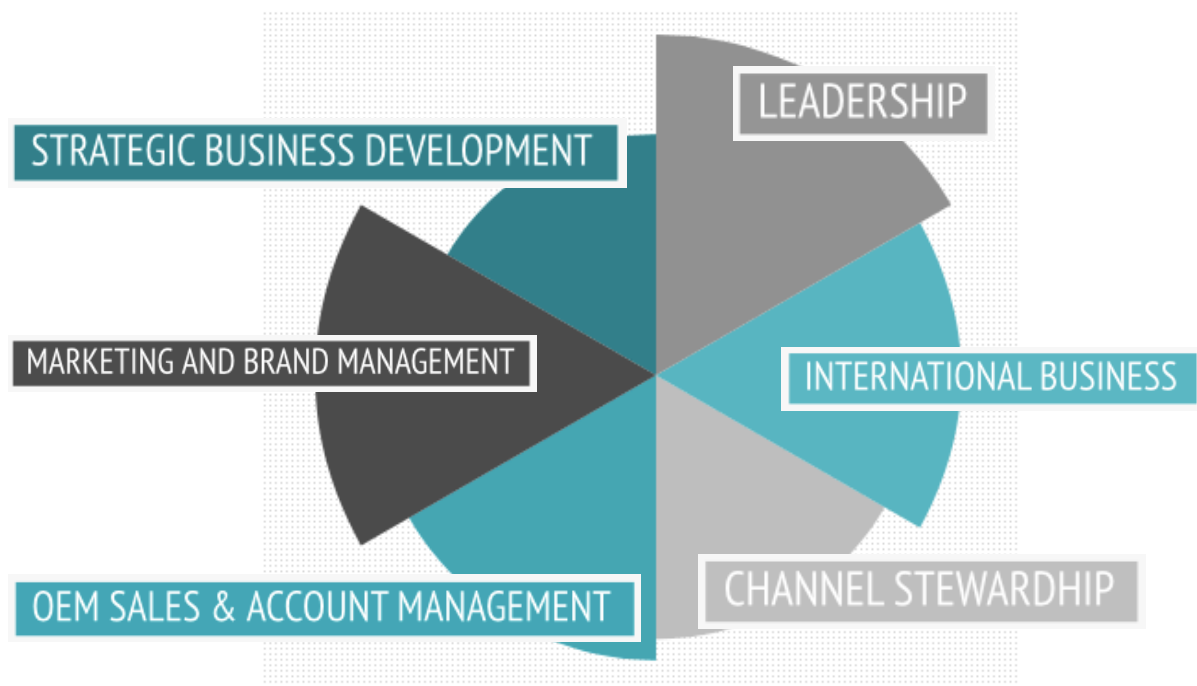 LEADERSHIP
STRATEGIC BUSINESS DEVELOPMENT
MARKETING AND BRAND MANAGEMENT
INTERNATIONAL BUSINESS
OEM SALES & ACCOUNT MANAGEMENT
CHANNEL STEWARDHIP